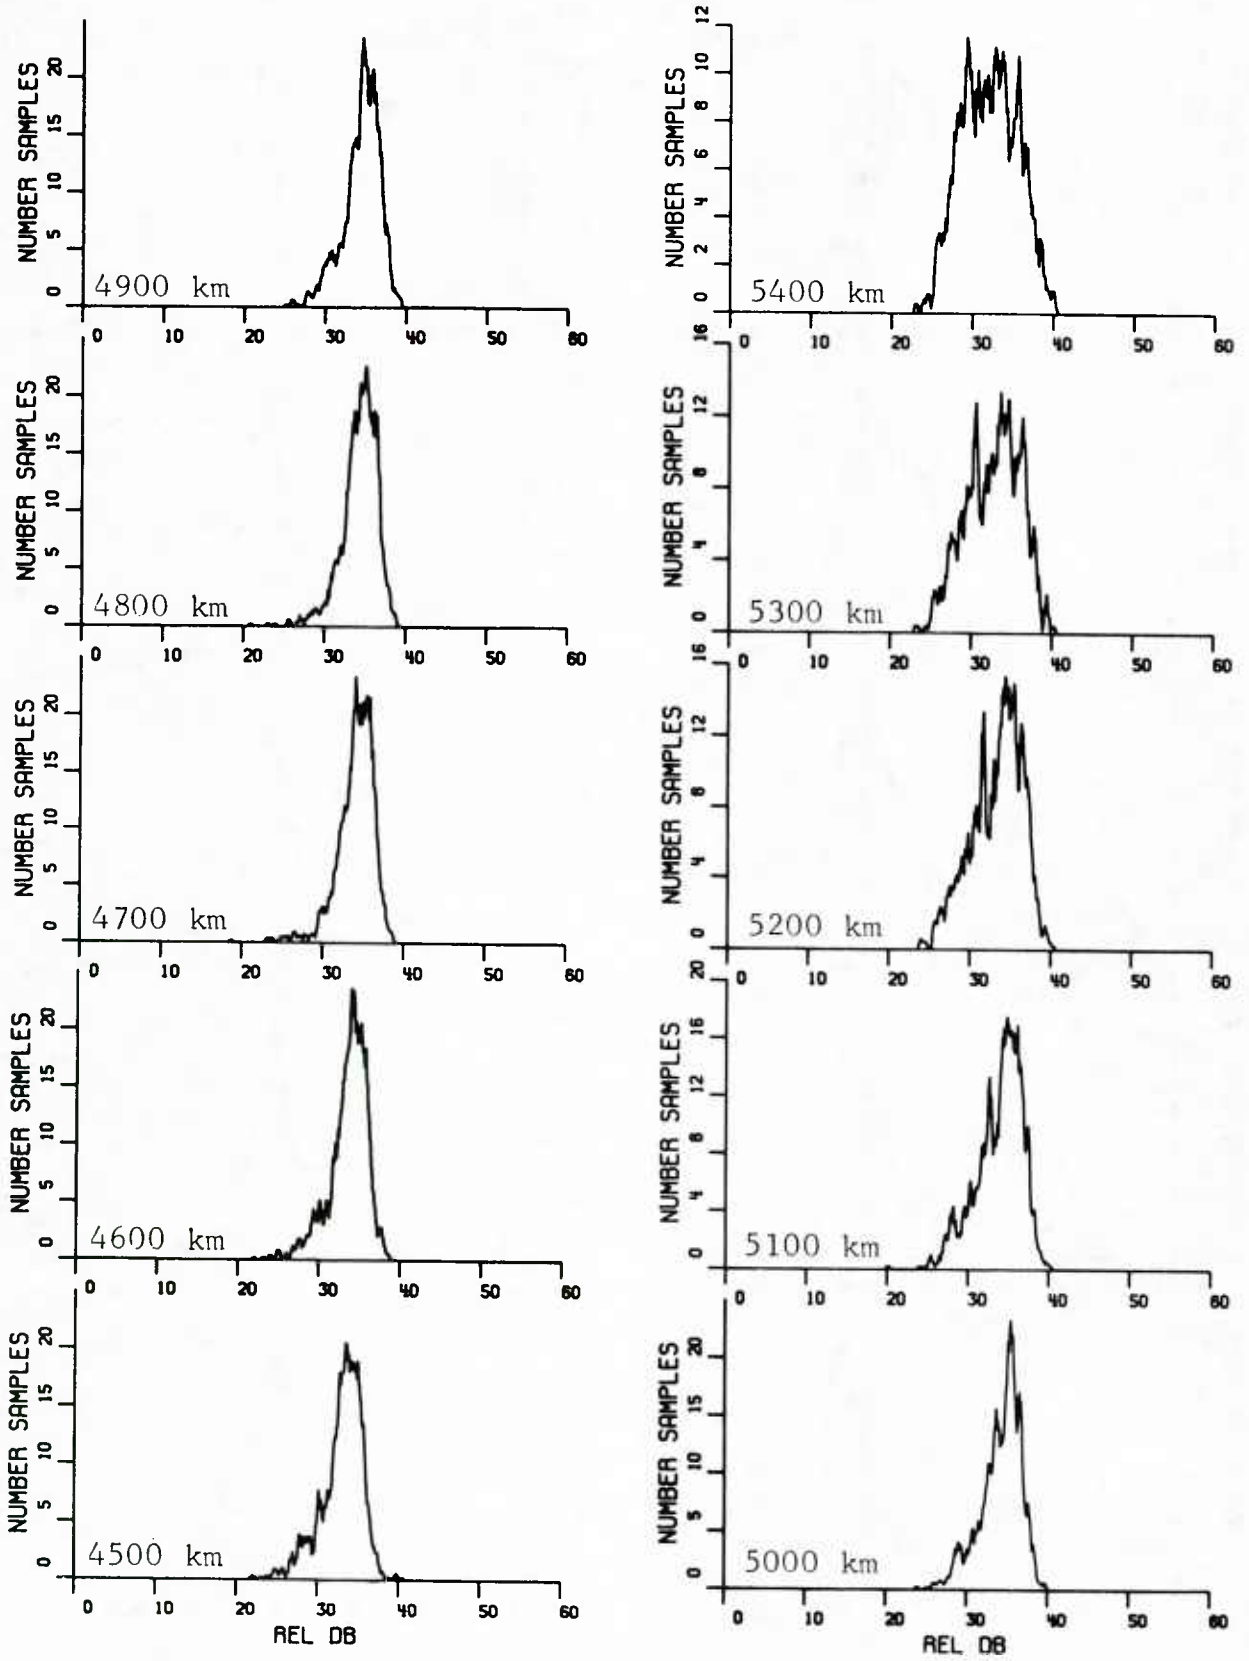 NUMBER SAMPLES
0 5 10 15 20
4900 km
0 10 20 30 40 50 60
NUMBER SAMPLES
0 5 10 15 20
4800 km
0 10 20 30 40 50 60
NUMBER SAMPLES
0 5 10 15 20
4700 km
0 10 20 30 40 50 60
NUMBER SAMPLES
0 5 10 15 20
4600 km
0 10 20 30 40 50 60
NUMBER SAMPLES
0 5 10 15 20
4500 km
0 10 20 30 40 50 60
REL DB
NUMBER SAMPLES
0 2 4 6 8 10 12
5400 km
0 10 20 30 40 50 60
NUMBER SAMPLES
0 4 8 12 16
5300 km
0 10 20 30 40 50 60
NUMBER SAMPLES
0 4 8 12 16
5200 km
0 10 20 30 40 50 60
NUMBER SAMPLES
0 4 8 12 16 20
5100 km
0 10 20 30 40 50 60
NUMBER SAMPLES
0 5 10 15 20
5000 km
0 10 20 30 40 50 60
REL DB